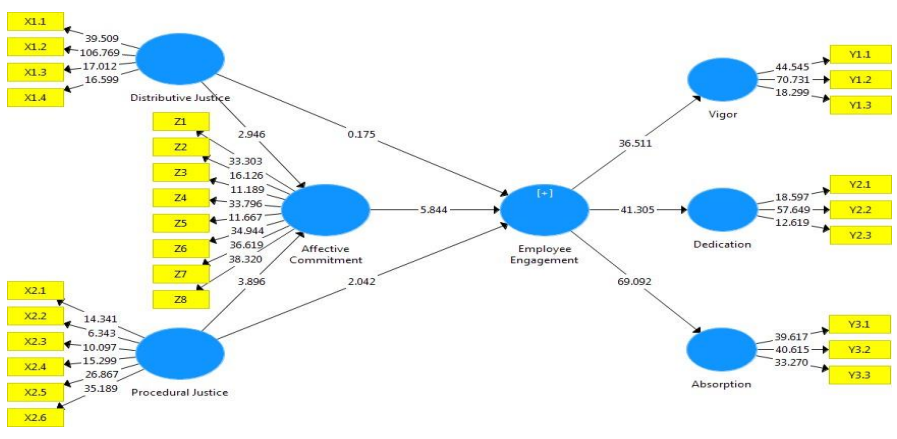 X1.1
X1.2
X1.3
X1.4
39.509
106.769
17.012
16.599
Distributive Justice
Z1
Z2
Z3
Z4
Z5
Z6
Z7
Z8
2.946
33.303
16.126
11.189
33.796
11.667
34.944
36.619
38.320
3.896
Affective
Commitment
0.175
5.844
2.042
[+]
Employee
Engagement
X2.1
X2.2
X2.3
X2.4
X2.5
X2.6
14.341
6.343
10.097
15.299
26.867
35.189
Procedural Justice
36.511
41.305
69.092
Vigor
44.545
70.731
18.299
Y1.1
Y1.2
Y1.3
Dedication
18.597
57.649
12.619
Y2.1
Y2.2
Y2.3
Absorption
39.617
40.615
33.270
Y3.1
Y3.2
Y3.3